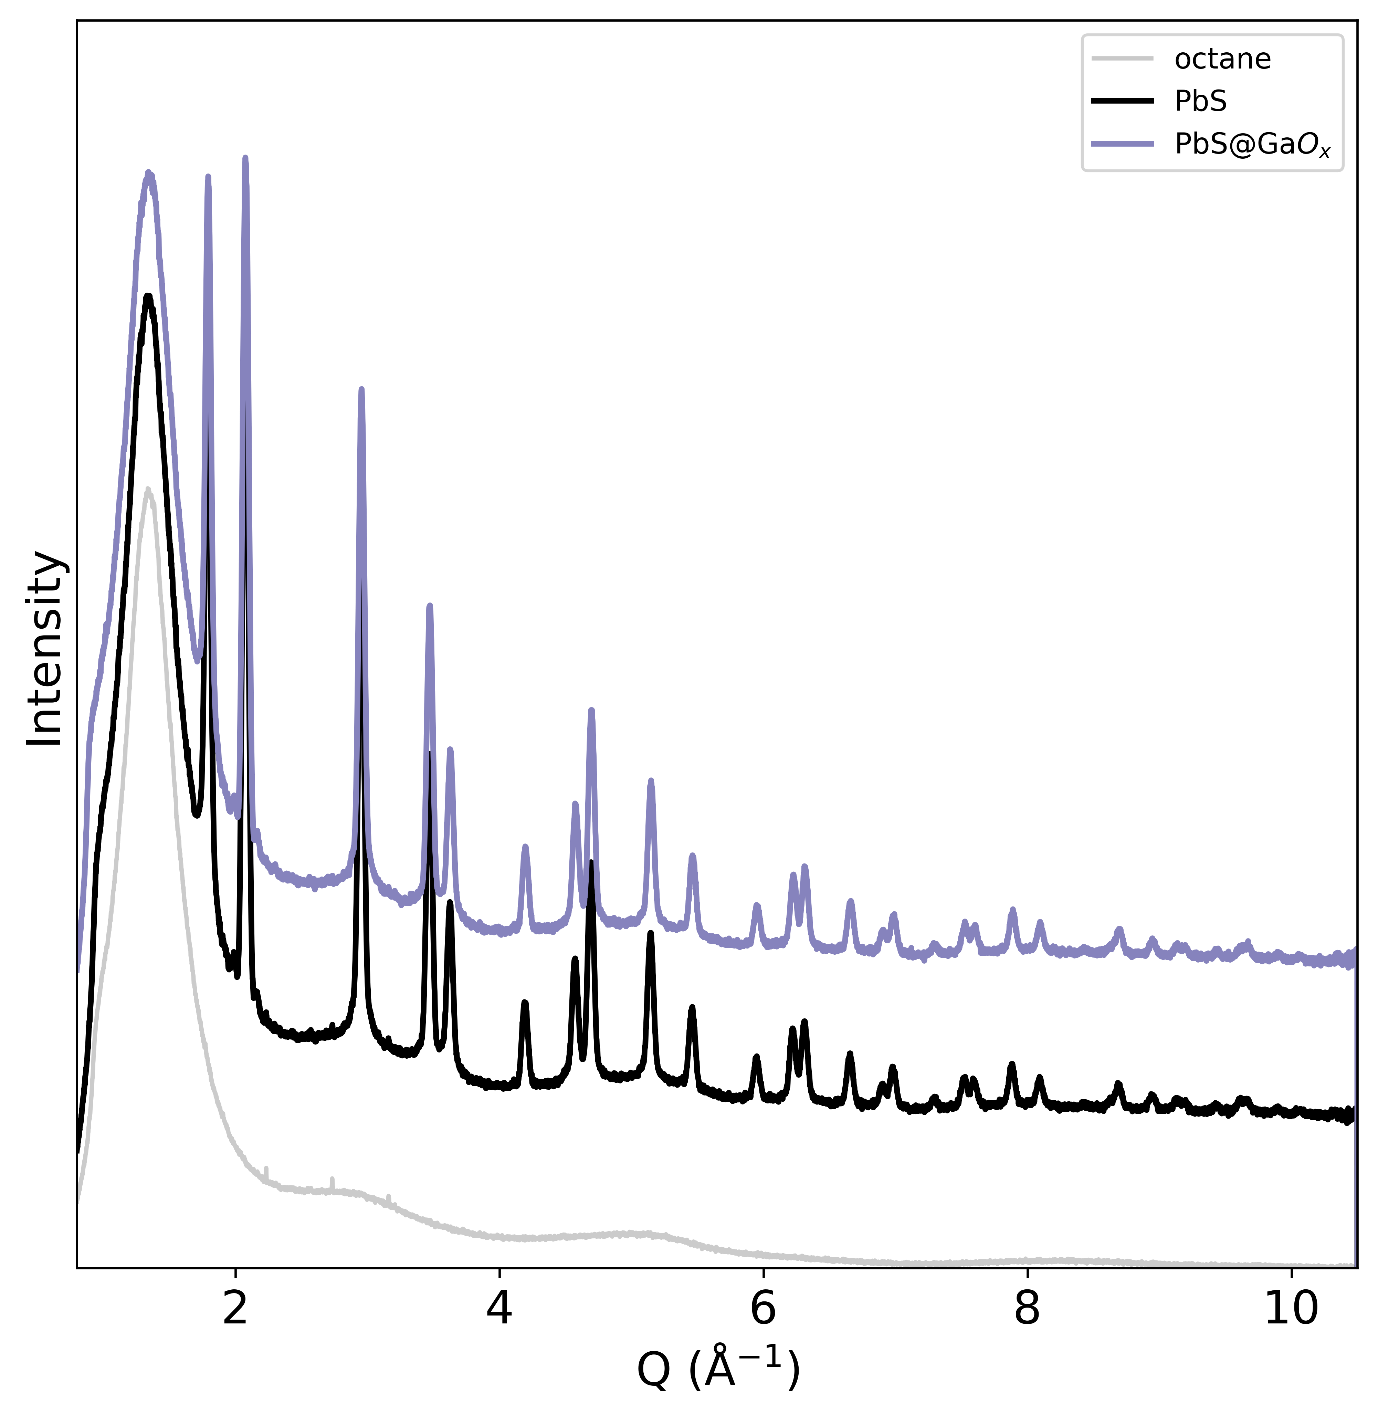 octane
PbS
PbS@GaOₓ
Intensity
2 4 6 8 10
Q (Å⁻¹)